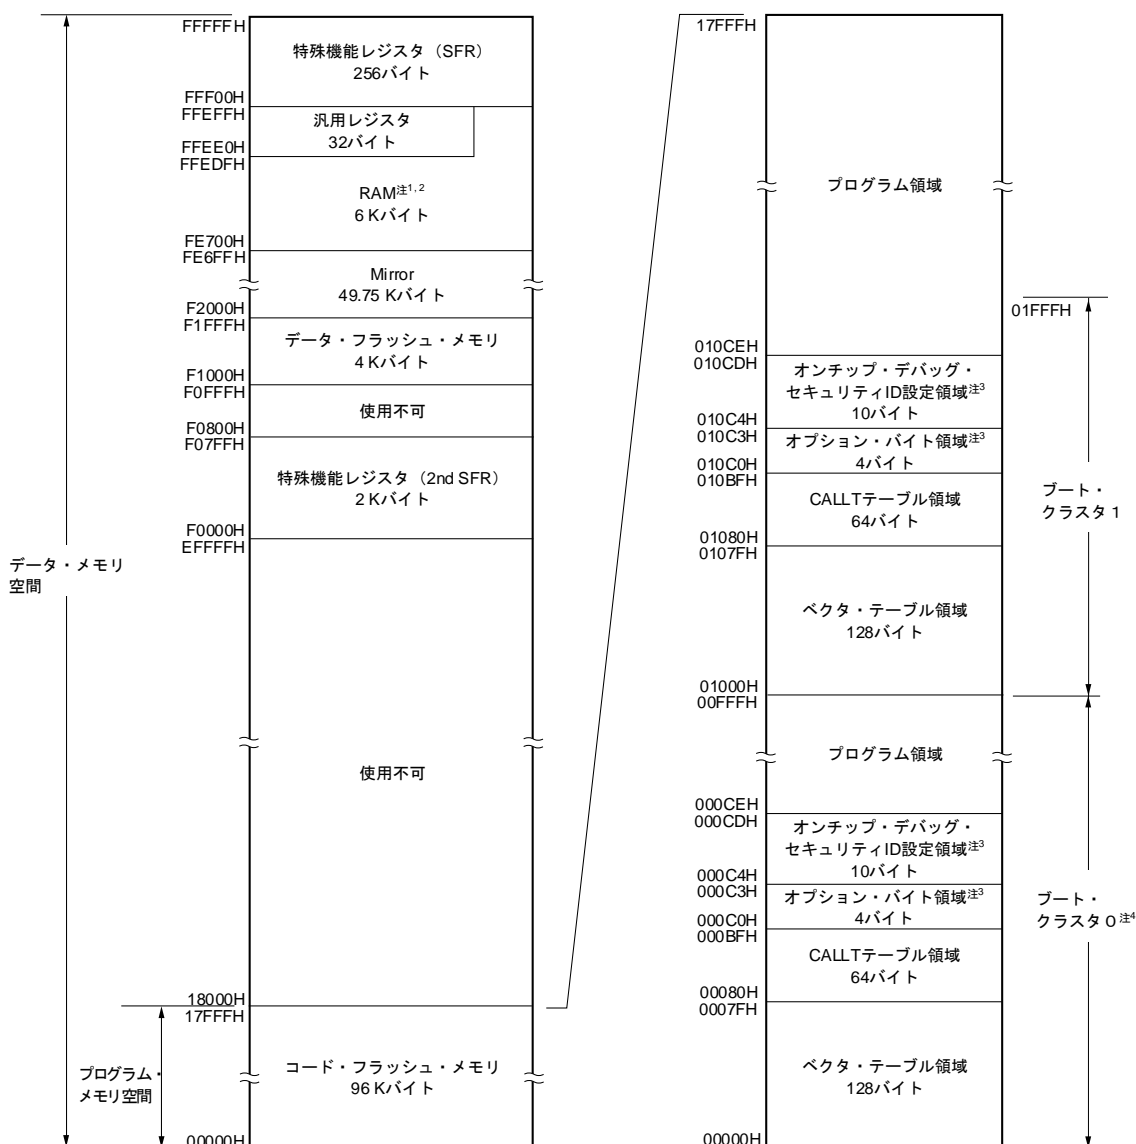 FFFFFH
特殊機能レジスタ（SFR）
256バイト
FFF00H
FFEFFH
汎用レジスタ
32バイト
FFEE0H
FFEDFH
RAM注1, 2
6 Kバイト
FE700H
FE6FFH
Mirror
49.75 Kバイト
F2000H
F1FFFH
データ・フラッシュ・メモリ
4 Kバイト
F1000H
F0FFFH
使用不可
F0800H
F07FFH
特殊機能レジスタ（2nd SFR）
2 Kバイト
F0000H
EFFFFH
データ・メモリ
空間
使用不可
18000H
17FFFH
コード・フラッシュ・メモリ
96 Kバイト
プログラム・
メモリ空間
00000H
17FFFH
プログラム領域
01FFFH
010CEH
010CDH
オンチップ・デバッグ・
セキュリティID設定領域注3
10バイト
010C4H
010C3H
オプション・バイト領域注3
4バイト
010C0H
010BFH
CALLTテーブル領域
64バイト
ブート・
クラスタ1
01080H
0107FH
ベクタ・テーブル領域
128バイト
01000H
00FFFH
プログラム領域
000CEH
000CDH
オンチップ・デバッグ・
セキュリティID設定領域注3
10バイト
000C4H
000C3H
オプション・バイト領域注3
4バイト
ブート・
クラスタ0注4
000C0H
000BFH
CALLTテーブル領域
64バイト
00080H
0007FH
ベクタ・テーブル領域
128バイト
00000H